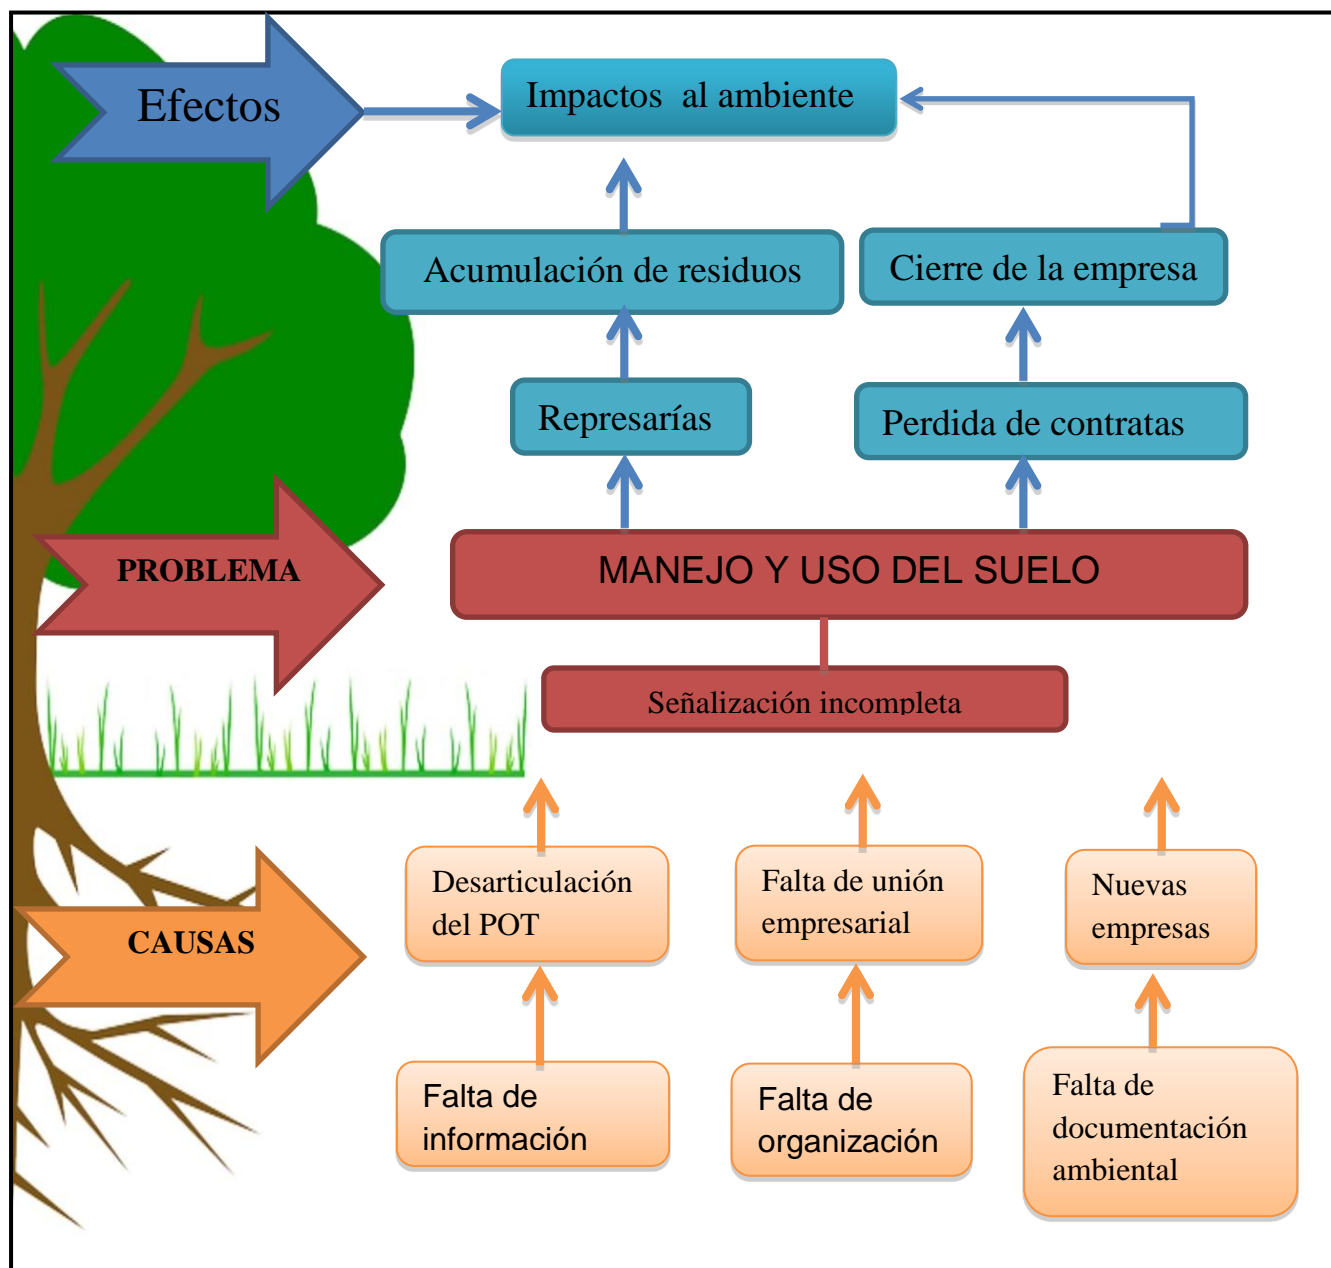 Efectos
Impactos al ambiente
Acumulación de residuos
Cierre de la empresa
Represarías
Perdida de contratas
PROBLEMA
MANEJO Y USO DEL SUELO
Señalización incompleta
CAUSAS
Desarticulación
del POT
Falta de unión
empresarial
Nuevas
empresas
Falta de
información
Falta de
organización
Falta de
documentación
ambiental